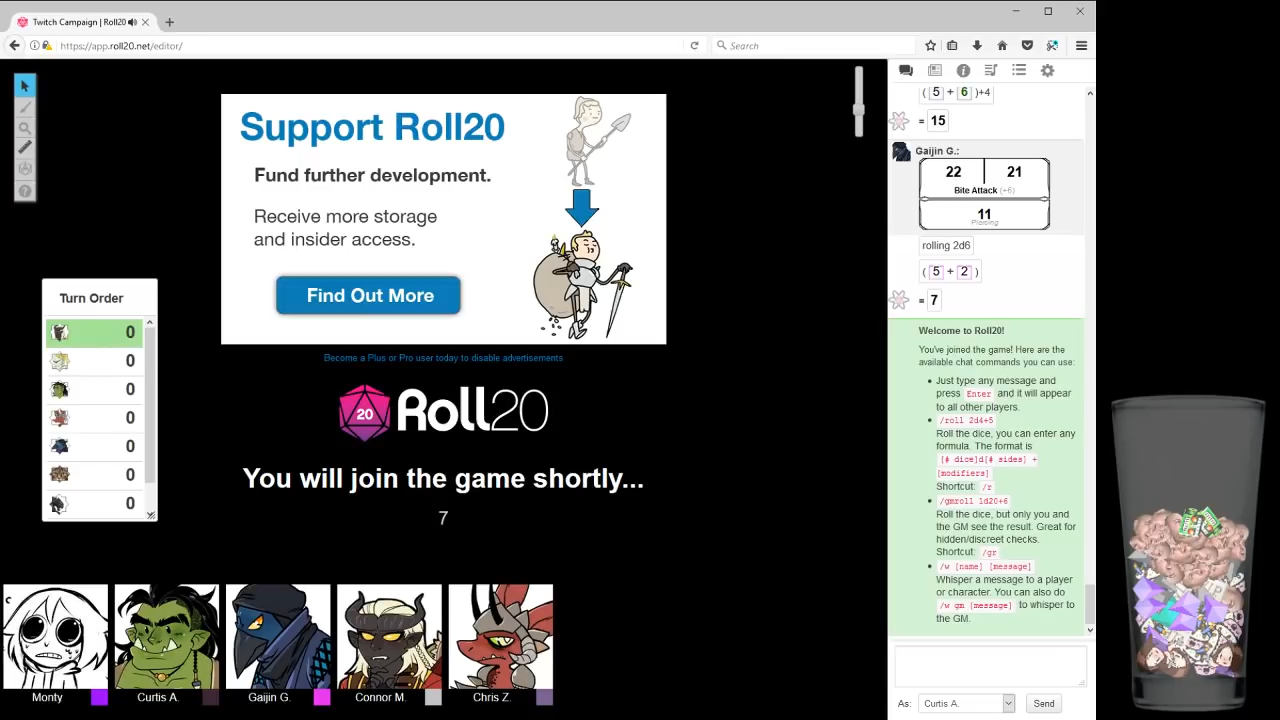 Twitch Campaign | Roll20
https://app.roll20.net/editor/
Search
Support Roll20
Fund further development.
Receive more storage
and insider access.
Find Out More
Become a Plus or Pro user today to disable advertisements
20
Roll20
You will join the game shortly...
7
Turn Order
0
0
0
0
0
0
0
Monty
Curtis A.
Gaijin G.
Connor M.
Chris Z.
( 5 + 6 )+4
= 15
Gaijin G.:
22 21
Bite Attack (+6)
11
Piercing
rolling 2d6
( 5 + 2 )
= 7
Welcome to Roll20!
You've joined the game! Here are the
available chat commands you can use:
• Just type any message and
press Enter and it will appear
to all other players.
• /roll 2d4+5
Roll the dice, you can enter any
formula. The format is
[# dice]d[# sides] +
[modifiers]
Shortcut: /r
• /gmroll 1d20+6
Roll the dice, but only you and
the GM see the result. Great for
hidden/discreet checks.
Shortcut: /gr
• /w [name] [message]
Whisper a message to a player
or character. You can also do
/w gm [message] to whisper to
the GM.
As: Curtis A. Send